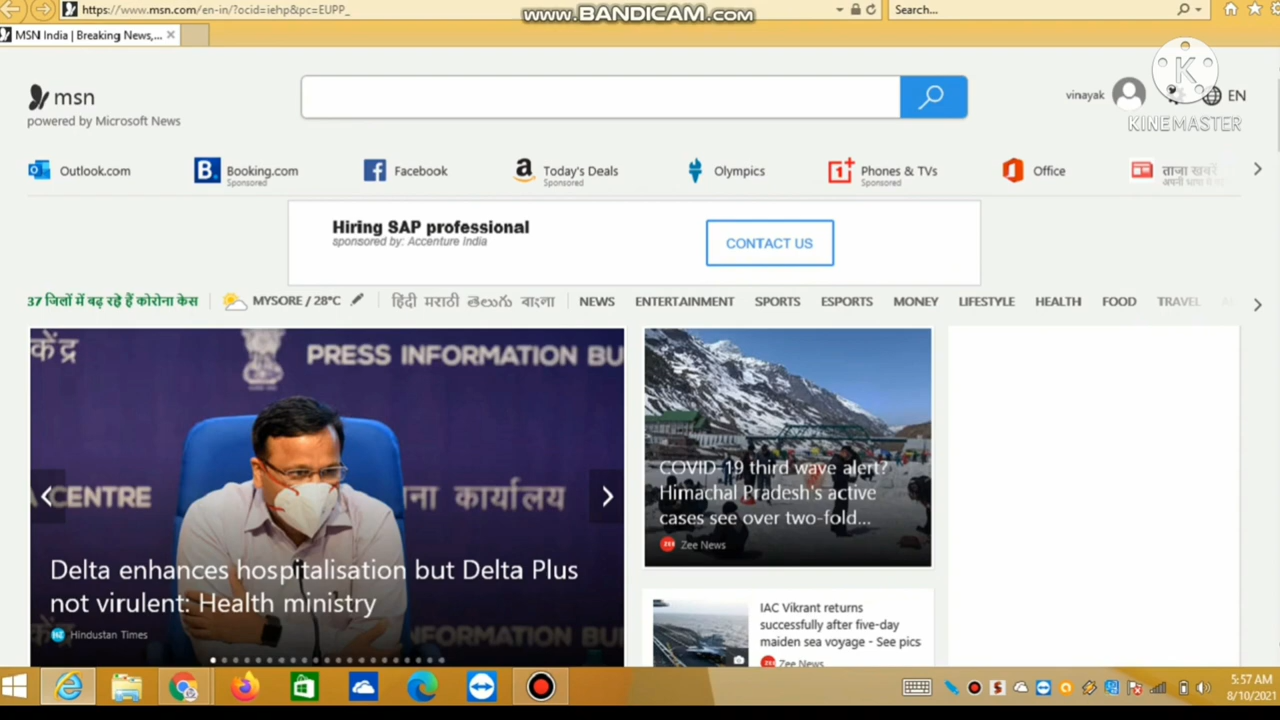 https://www.msn.com/en-in/?ocid=iehp&pc=EUPP_
www.BANDICAM.com
Search...
MSN India | Breaking News,...
msn
powered by Microsoft News
vinayak
EN
K
KINEMASTER
Outlook.com
B. Booking.com
Sponsored
Facebook
Today's Deals
Sponsored
Olympics
Phones & TVs
Sponsored
Office
ताजा खबरें
Hiring SAP professional
sponsored by: Accenture India
CONTACT US
37 जिलों में बढ़ रहे हैं कोरोना केस
MYSORE / 28°C
हिंदी मराठी తెలుగు বাংলা
NEWS ENTERTAINMENT SPORTS ESPORTS MONEY LIFESTYLE HEALTH FOOD TRAVEL
केंद्र
PRESS INFORMATION BU
CENTRE
ना कार्यालय
Delta enhances hospitalisation but Delta Plus
not virulent: Health ministry
Hindustan Times
NFORMATION BU
COVID-19 third wave alert?
Himachal Pradesh's active
cases see over two-fold...
Zee News
IAC Vikrant returns
successfully after five-day
maiden sea voyage - See pics
Zee News
5:57 AM
8/10/2021